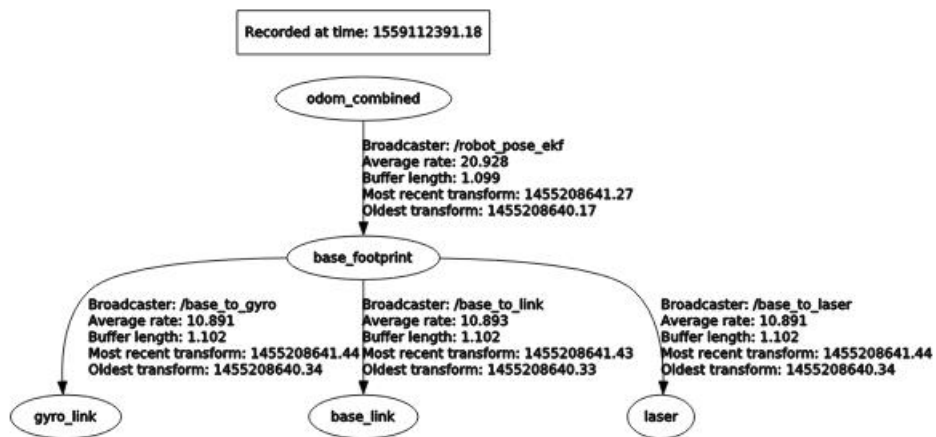 Recorded at time: 1559112391.18
odom_combined
Broadcaster: /robot_pose_ekf
Average rate: 20.928
Buffer length: 1.099
Most recent transform: 1455208641.27
Oldest transform: 1455208640.17
base_footprint
Broadcaster: /base_to_gyro
Average rate: 10.891
Buffer length: 1.102
Most recent transform: 1455208641.44
Oldest transform: 1455208640.34
Broadcaster: /base_to_link
Average rate: 10.893
Buffer length: 1.102
Most recent transform: 1455208641.43
Oldest transform: 1455208640.33
Broadcaster: /base_to_laser
Average rate: 10.891
Buffer length: 1.102
Most recent transform: 1455208641.44
Oldest transform: 1455208640.34
gyro_link
base_link
laser